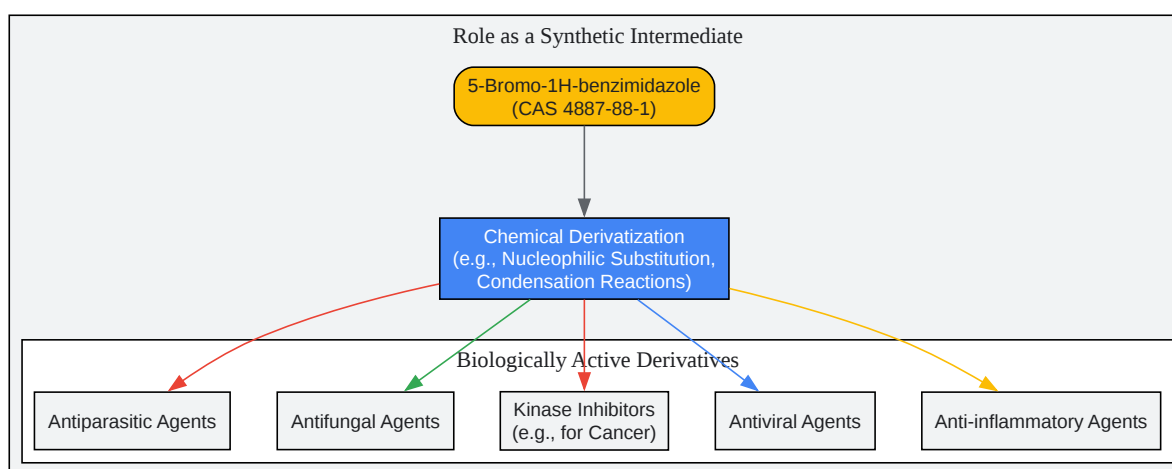 Role as a Synthetic Intermediate
5-Bromo-1H-benzimidazole
(CAS 4887-88-1)
Chemical Derivatization
(e.g., Nucleophilic Substitution,
Condensation Reactions)
Biologically Active Derivatives
Antiparasitic Agents
Antifungal Agents
Kinase Inhibitors
(e.g., for Cancer)
Antiviral Agents
Anti-inflammatory Agents